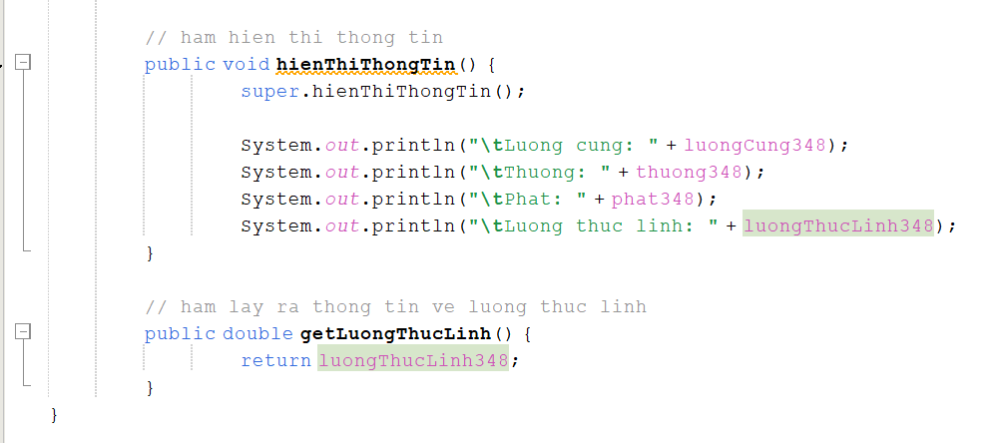 // ham hien thi thong tin
public void hienThiThongTin() {
super.hienThiThongTin();
System.out.println("\tLuong cung: " + luongCung348);
System.out.println("\tThuong: " + thuong348);
System.out.println("\tPhat: " + phat348);
System.out.println("\tLuong thuc linh: " + luongThucLinh348);
}
// ham lay ra thong tin ve luong thuc linh
public double getLuongThucLinh() {
return luongThucLinh348;
}
}